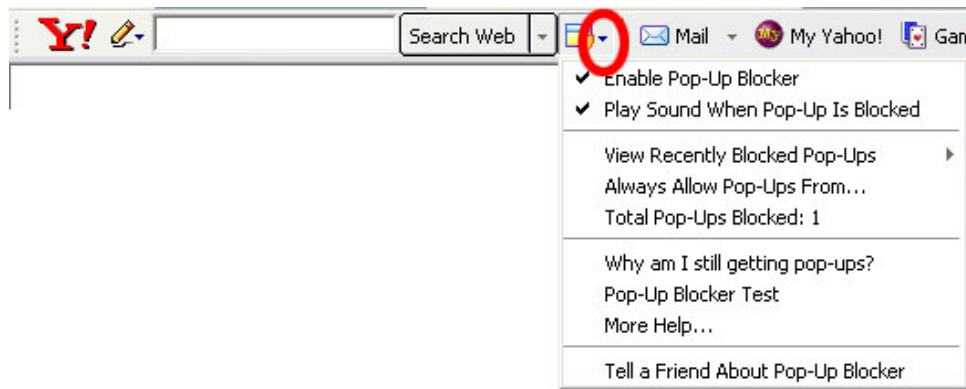 Y! Search Web Mail My Yahoo! Gam
Enable Pop-Up Blocker
Play Sound When Pop-Up Is Blocked
View Recently Blocked Pop-Ups
Always Allow Pop-Ups From...
Total Pop-Ups Blocked: 1
Why am I still getting pop-ups?
Pop-Up Blocker Test
More Help...
Tell a Friend About Pop-Up Blocker